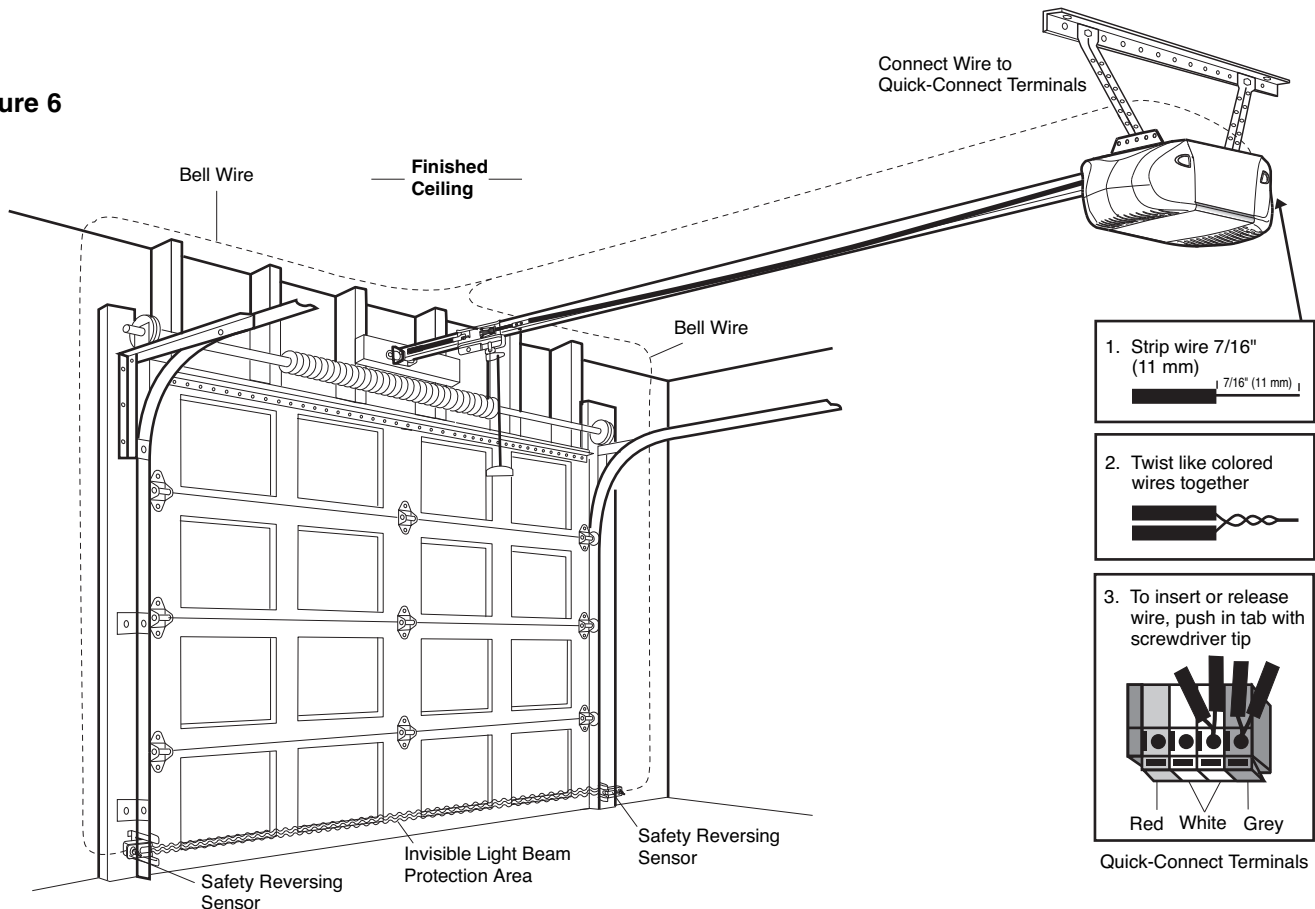 ure 6
Connect Wire to
Quick-Connect Terminals
Bell Wire
Finished
Ceiling
Bell Wire
1. Strip wire 7/16"
(11 mm)
7/16" (11 mm)
2. Twist like colored
wires together
3. To insert or release
wire, push in tab with
screwdriver tip
Red White Grey
Quick-Connect Terminals
Safety Reversing
Sensor
Invisible Light Beam
Protection Area
Safety Reversing
Sensor